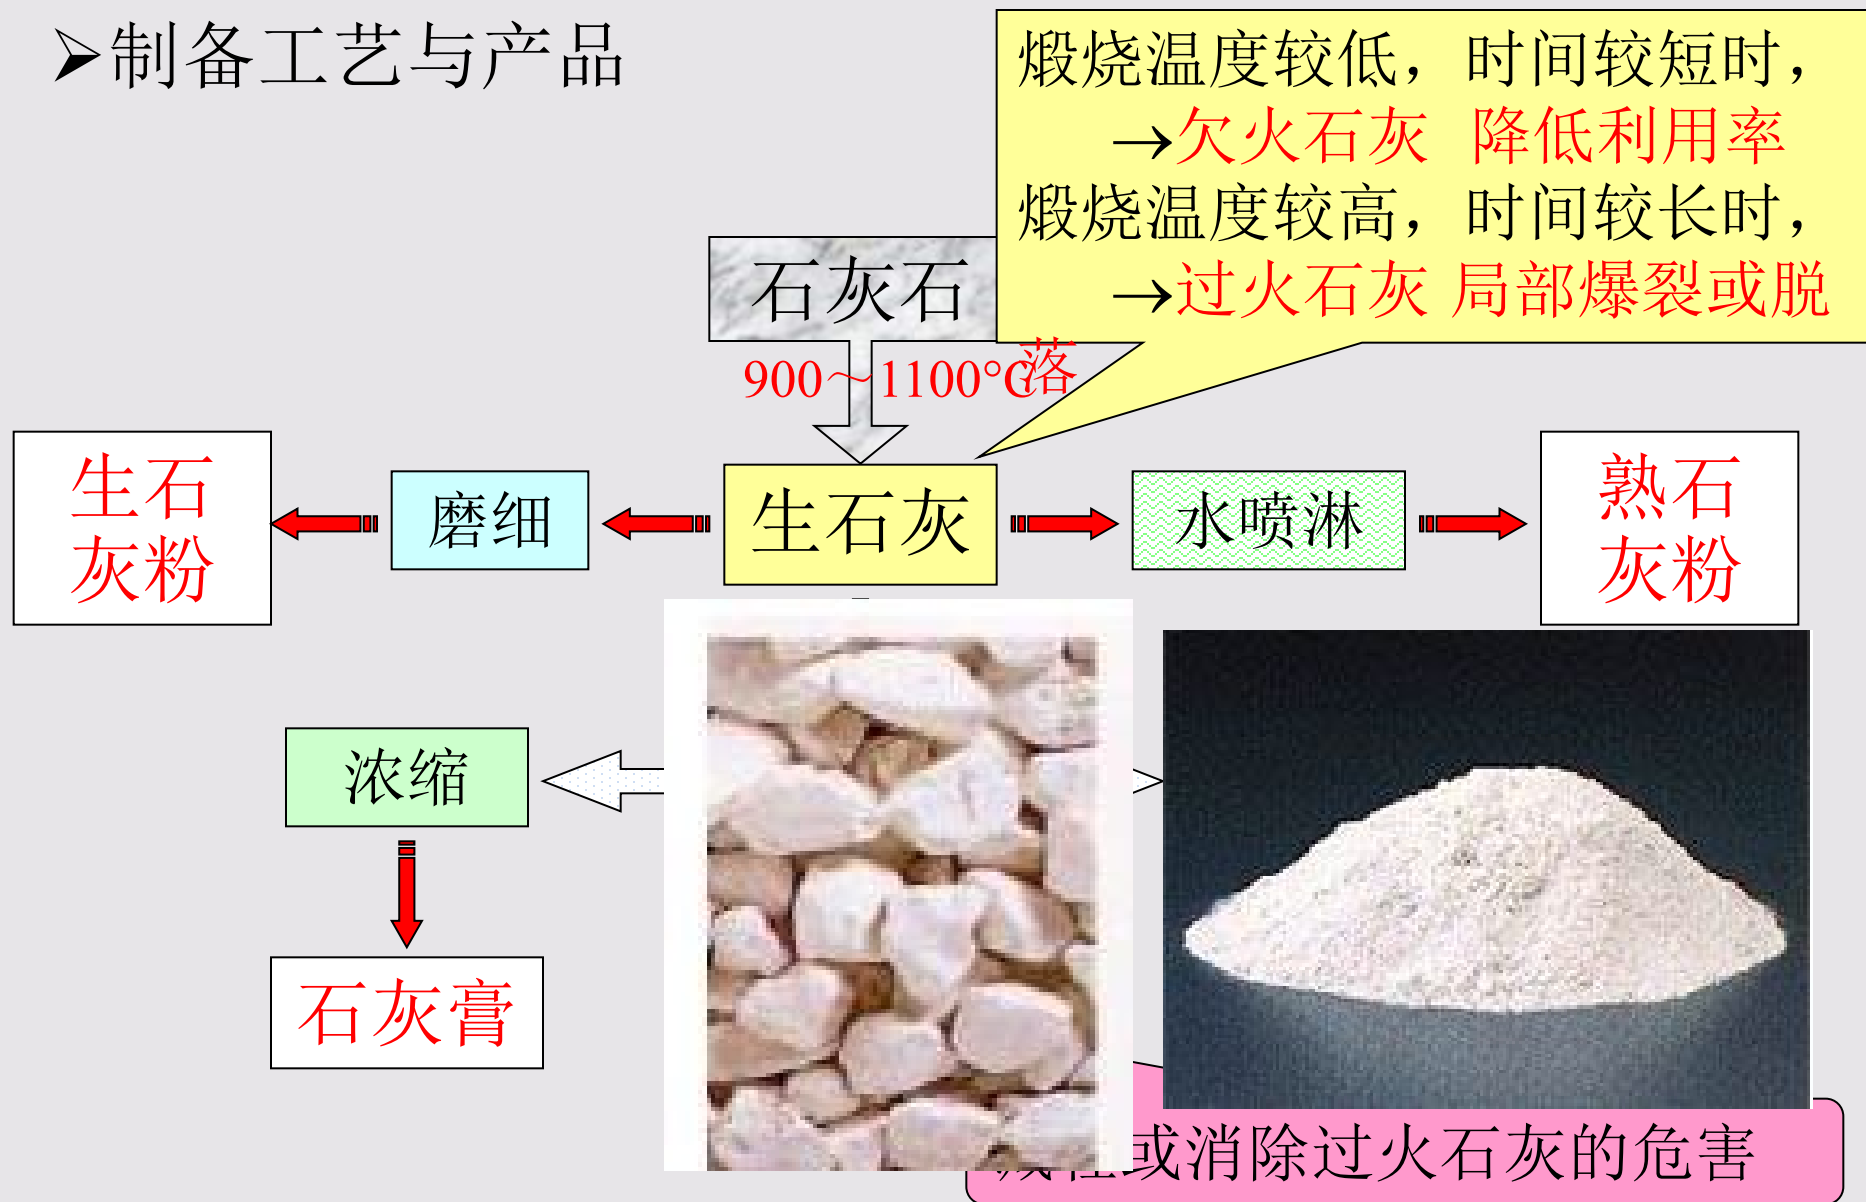 制备工艺与产品
煅烧温度较低，时间较短时，
→欠火石灰 降低利用率
煅烧温度较高，时间较长时，
→过火石灰 局部爆裂或脱
落
石灰石
900～1100°C
生石
灰粉
磨细
生石灰
水喷淋
熟石
灰粉
浓缩
石灰膏
或消除过火石灰的危害